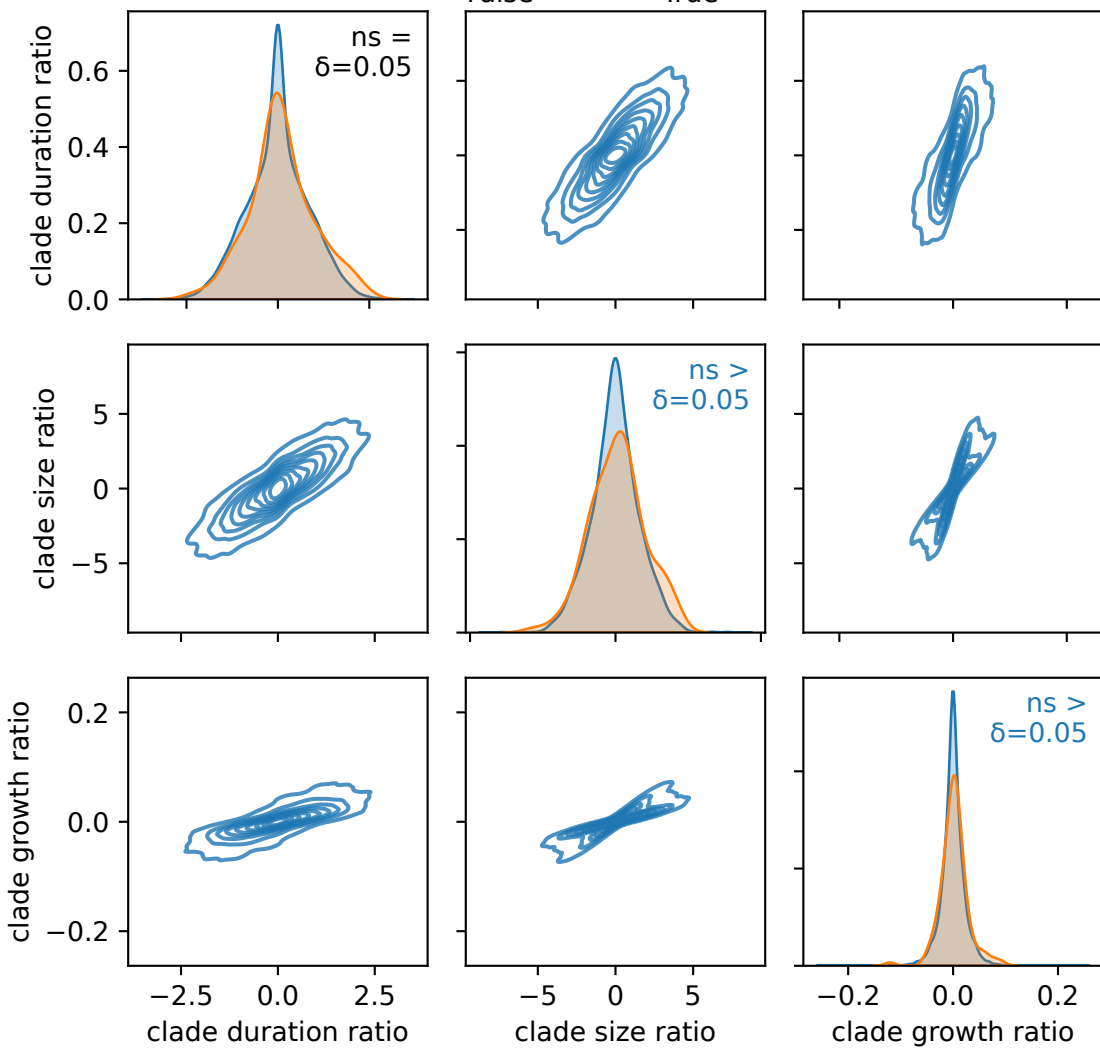 True
ns =
δ=0.05
clade duration ratio
0.6
0.4
0.2
0.0
ns >
δ=0.05
clade size ratio
5
0
−5
ns >
δ=0.05
clade growth ratio
0.2
0.0
−0.2
−2.5 0.0 2.5
−5 0 5
−0.2 0.0 0.2
clade duration ratio
clade size ratio
clade growth ratio